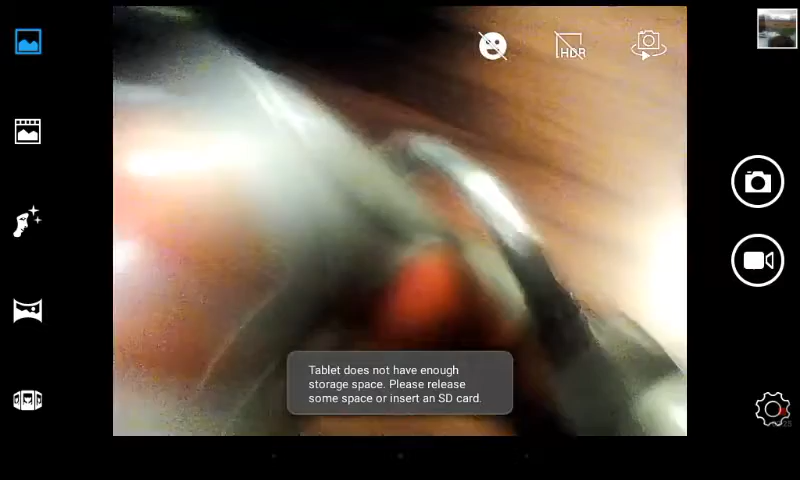 HDR
Tablet does not have enough
storage space. Please release
some space or insert an SD card.